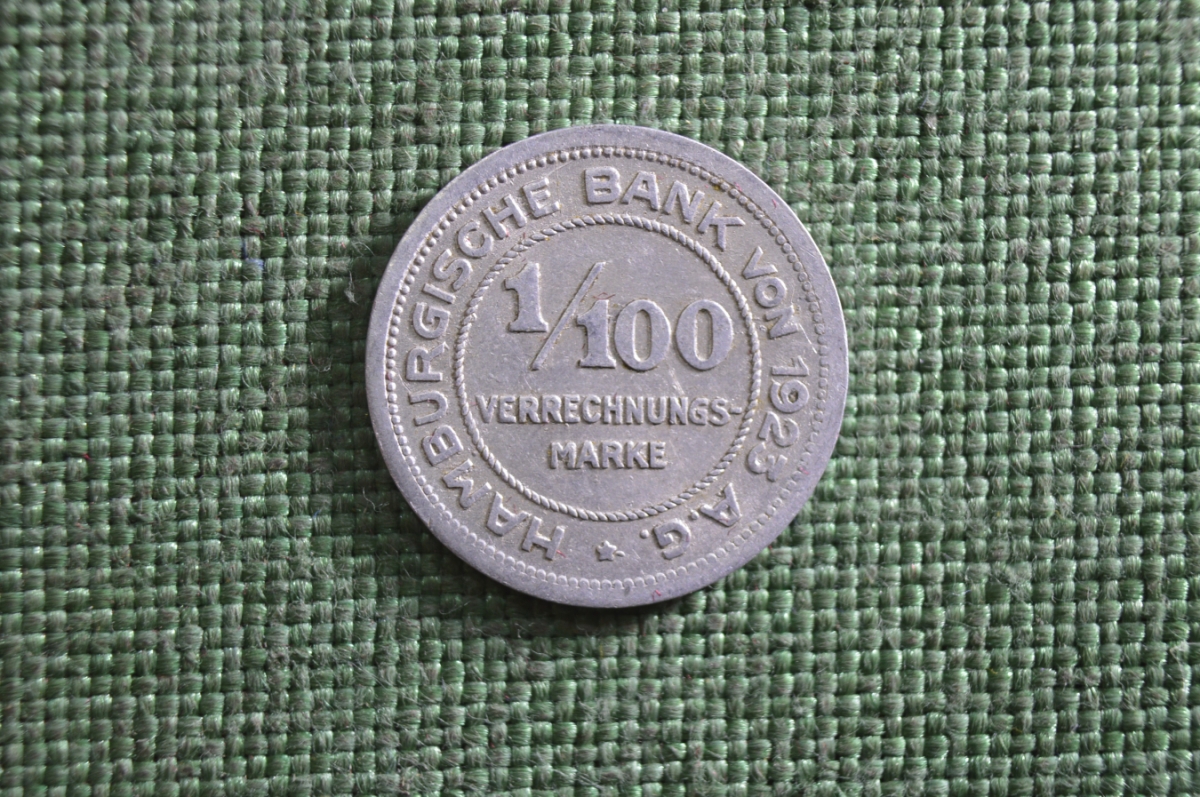 HAMBURGISCHE BANK VON 1923 A.G.
1/100
VERRECHNUNGS-
MARKE